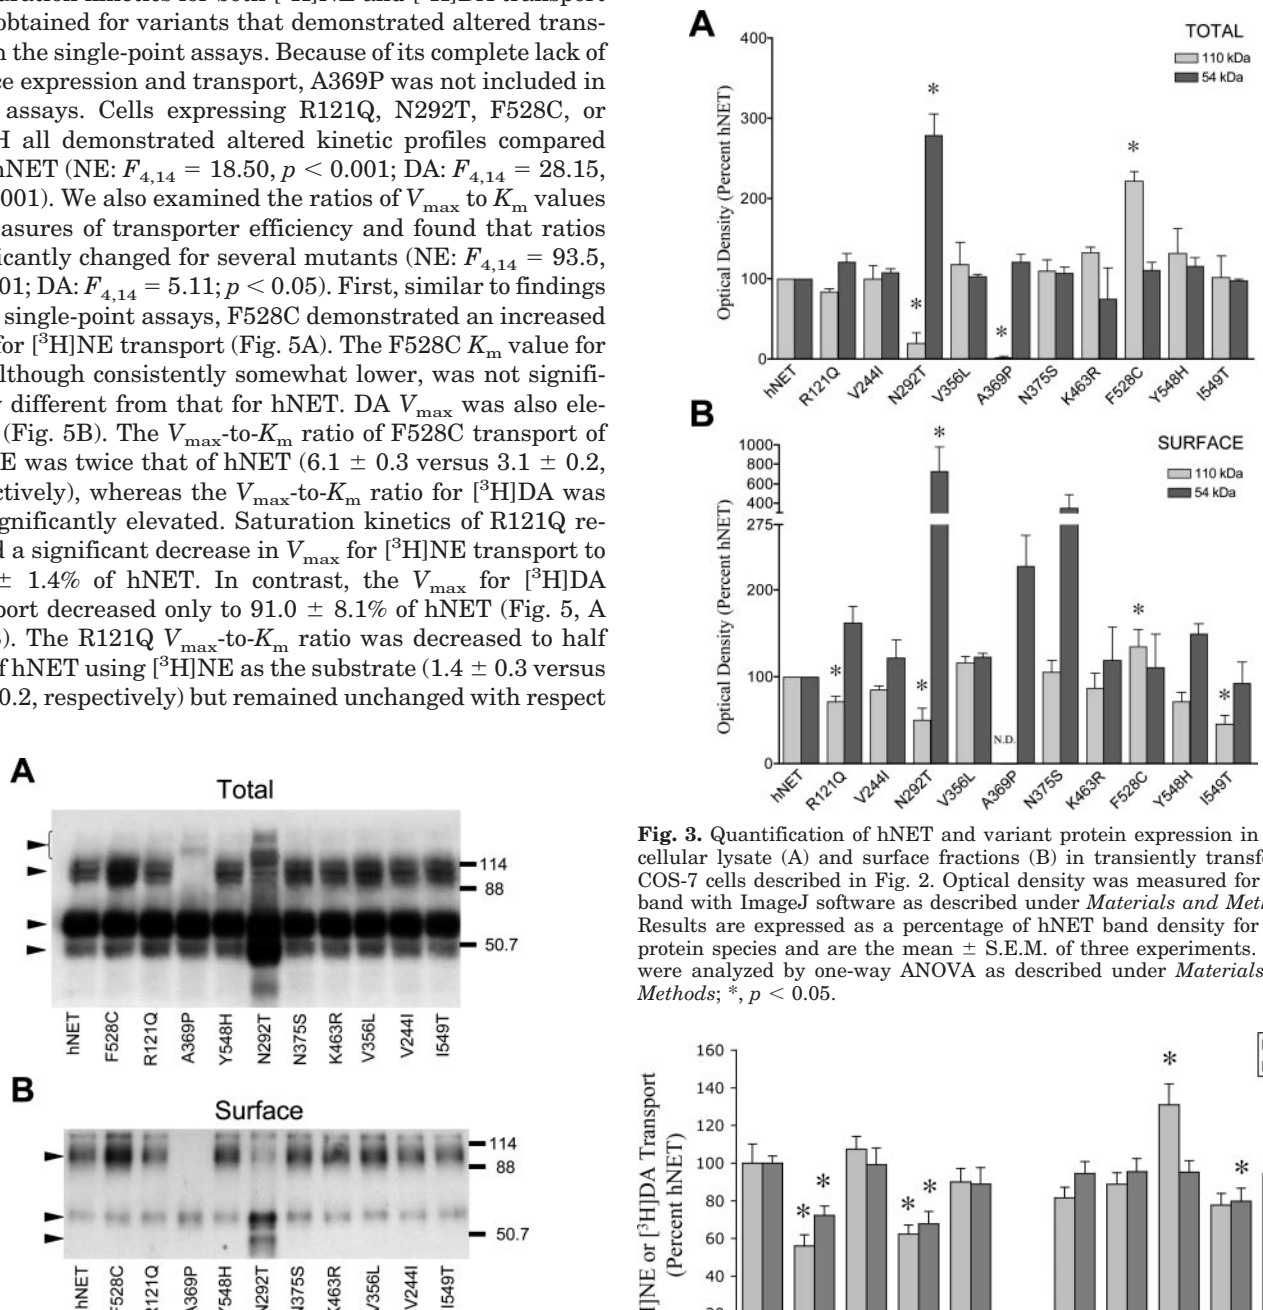 obtained for variants that demonstrated altered trans-
n the single-point assays. Because of its complete lack of
ce expression and transport, A369P was not included in
assays. Cells expressing R121Q, N292T, F528C, or
H all demonstrated altered kinetic profiles compared
hNET (NE: F4,14 = 18.50, p < 0.001; DA: F4,14 = 28.15,
001). We also examined the ratios of Vmax to Km values
asures of transporter efficiency and found that ratios
icantly changed for several mutants (NE: F4,14 = 93.5,
01; DA: F4,14 = 5.11; p < 0.05). First, similar to findings
single-point assays, F528C demonstrated an increased
for [3H]NE transport (Fig. 5A). The F528C Km value for
lthough consistently somewhat lower, was not signifi-
y different from that for hNET. DA Vmax was also ele-
(Fig. 5B). The Vmax-to-Km ratio of F528C transport of
E was twice that of hNET (6.1 ± 0.3 versus 3.1 ± 0.2,
ctively), whereas the Vmax-to-Km ratio for [3H]DA was
gnificantly elevated. Saturation kinetics of R121Q re-
d a significant decrease in Vmax for [3H]NE transport to
± 1.4% of hNET. In contrast, the Vmax for [3H]DA
port decreased only to 91.0 ± 8.1% of hNET (Fig. 5, A
). The R121Q Vmax-to-Km ratio was decreased to half
f hNET using [3H]NE as the substrate (1.4 ± 0.3 versus
0.2, respectively) but remained unchanged with respect
A
Total
114
88
50.7
hNET
F528C
R121Q
A369P
Y548H
N292T
N375S
K463R
V356L
V244I
I549T
B
Surface
114
88
50.7
hNET
F528C
R121Q
A369P
Y548H
N292T
N375S
K463R
V356L
V244I
I549T
A
TOTAL
110 kDa
54 kDa
Optical Density (Percent hNET)
400
300
200
100
0
*
*
*
*
hNET
R121Q
V244I
N292T
V356L
A369P
N375S
K463R
F528C
Y548H
I549T
B
SURFACE
110 kDa
54 kDa
Optical Density (Percent hNET)
1000
800
600
400
275
200
100
0
*
*
*
*
*
N.D.
hNET
R121Q
V244I
N292T
V356L
A369P
N375S
K463R
F528C
Y548H
I549T
Fig. 3. Quantification of hNET and variant protein expression in
cellular lysate (A) and surface fractions (B) in transiently transfe
COS-7 cells described in Fig. 2. Optical density was measured for
band with ImageJ software as described under Materials and Meth
Results are expressed as a percentage of hNET band density for
protein species and are the mean ± S.E.M. of three experiments.
were analyzed by one-way ANOVA as described under Materials
Methods; *, p < 0.05.
]NE or [3H]DA Transport
(Percent hNET)
160
140
120
100
80
60
40
*
*
*
*
*
*